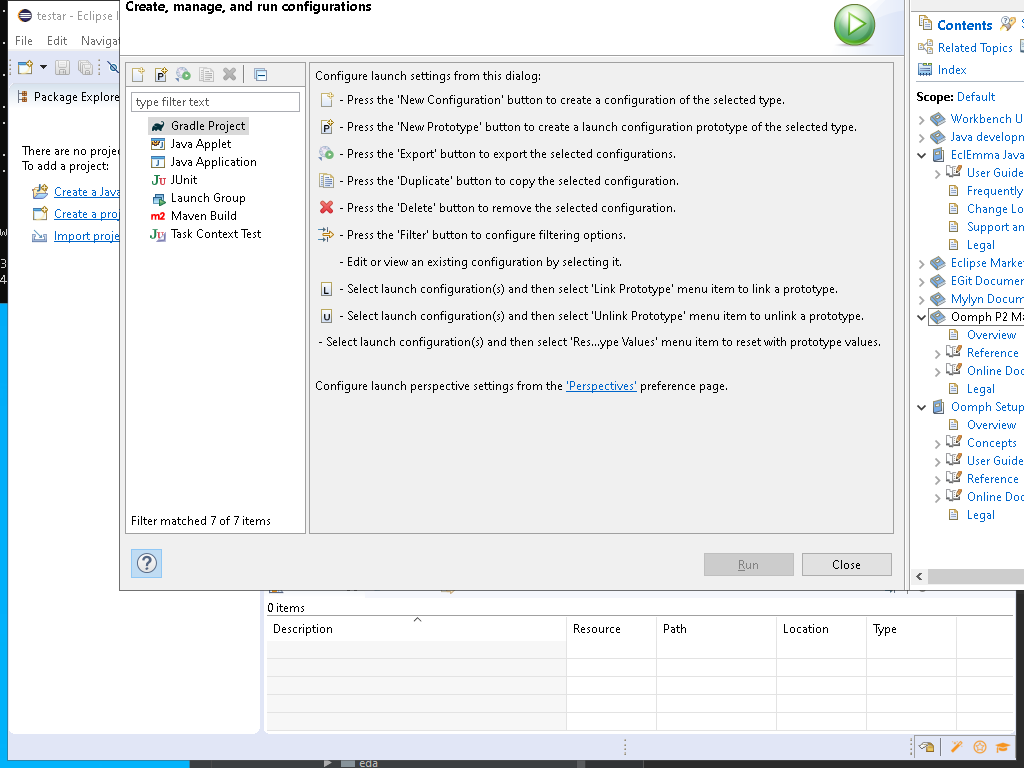 Create, manage, and run configurations
testar - Eclipse I
File Edit Navigat
Package Explore
There are no proje
To add a project:
Create a Java
Create a proj
Import proje
type filter text
Gradle Project
Java Applet
Java Application
JUnit
Launch Group
Maven Build
Task Context Test
Filter matched 7 of 7 items
Configure launch settings from this dialog:
- Press the 'New Configuration' button to create a configuration of the selected type.
- Press the 'New Prototype' button to create a launch configuration prototype of the selected type.
- Press the 'Export' button to export the selected configurations.
- Press the 'Duplicate' button to copy the selected configuration.
- Press the 'Delete' button to remove the selected configuration.
- Press the 'Filter' button to configure filtering options.
- Edit or view an existing configuration by selecting it.
- Select launch configuration(s) and then select 'Link Prototype' menu item to link a prototype.
- Select launch configuration(s) and then select 'Unlink Prototype' menu item to unlink a prototype.
- Select launch configuration(s) and then select 'Res...ype Values' menu item to reset with prototype values.
Configure launch perspective settings from the 'Perspectives' preference page.
Run Close
Contents
Related Topics
Index
Scope: Default
Workbench U
Java developn
EclEmma Java
User Guide
Frequently
Change Lo
Support an
Legal
Eclipse Marke
EGit Documer
Mylyn Docum
Oomph P2 Ma
Overview
Reference
Online Doc
Legal
Oomph Setup
Overview
Concepts
User Guide
Reference
Online Doc
Legal
0 items
Description Resource Path Location Type
eda